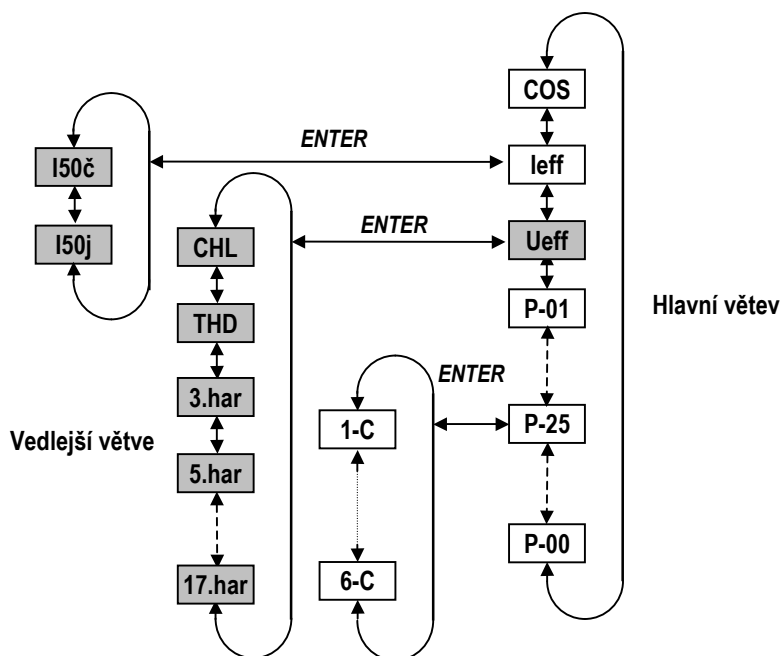 COS
I50č
ENTER
Ieff
I50j
CHL
ENTER
Ueff
THD
P-01
Hlavní větev
3.har
ENTER
1-C
P-25
Vedlejší větve
5.har
P-00
17.har
6-C